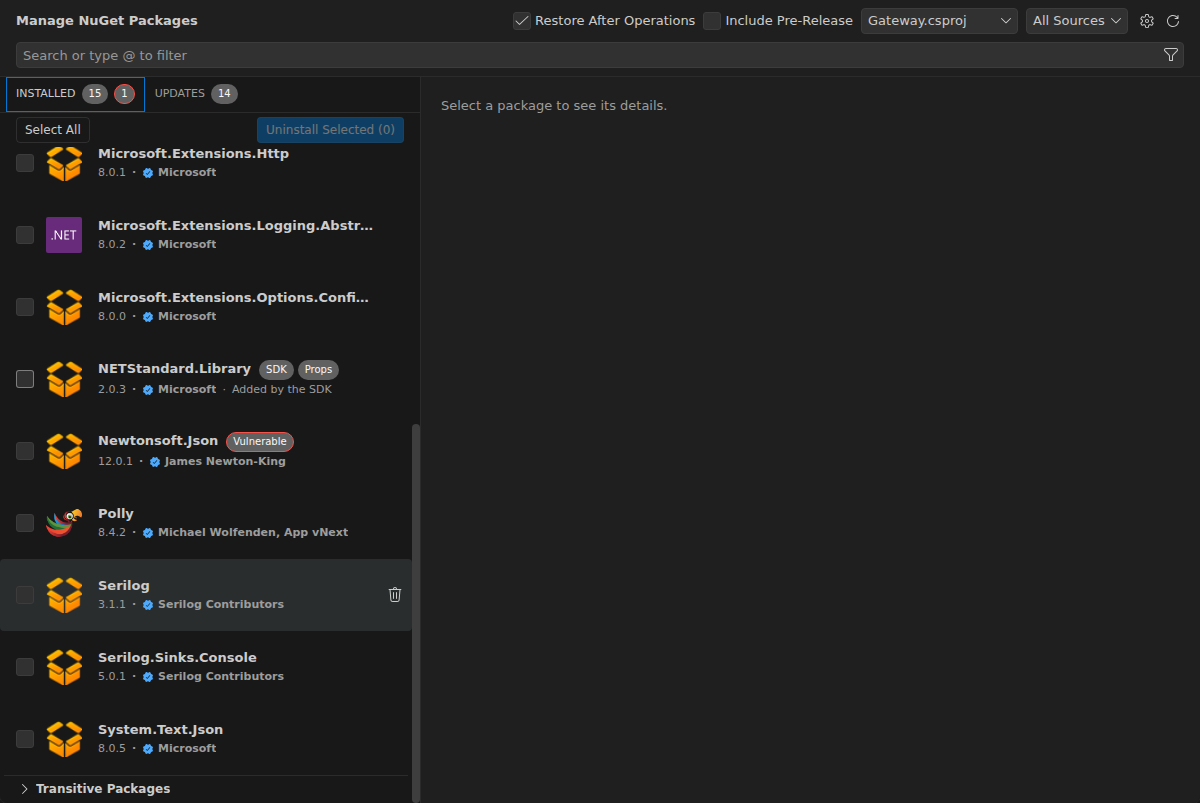 Manage NuGet Packages
Restore After Operations
Include Pre-Release
Gateway.csproj
All Sources
Search or type @ to filter
INSTALLED 15 1
UPDATES 14
Select All
Uninstall Selected (0)
Select a package to see its details.
Microsoft.Extensions.Http
8.0.1 · Microsoft
.NET
Microsoft.Extensions.Logging.Abstr…
8.0.2 · Microsoft
Microsoft.Extensions.Options.Confi…
8.0.0 · Microsoft
NETStandard.Library SDK Props
2.0.3 · Microsoft · Added by the SDK
Newtonsoft.Json Vulnerable
12.0.1 · James Newton-King
Polly
8.4.2 · Michael Wolfenden, App vNext
Serilog
3.1.1 · Serilog Contributors
Serilog.Sinks.Console
5.0.1 · Serilog Contributors
System.Text.Json
8.0.5 · Microsoft
Transitive Packages